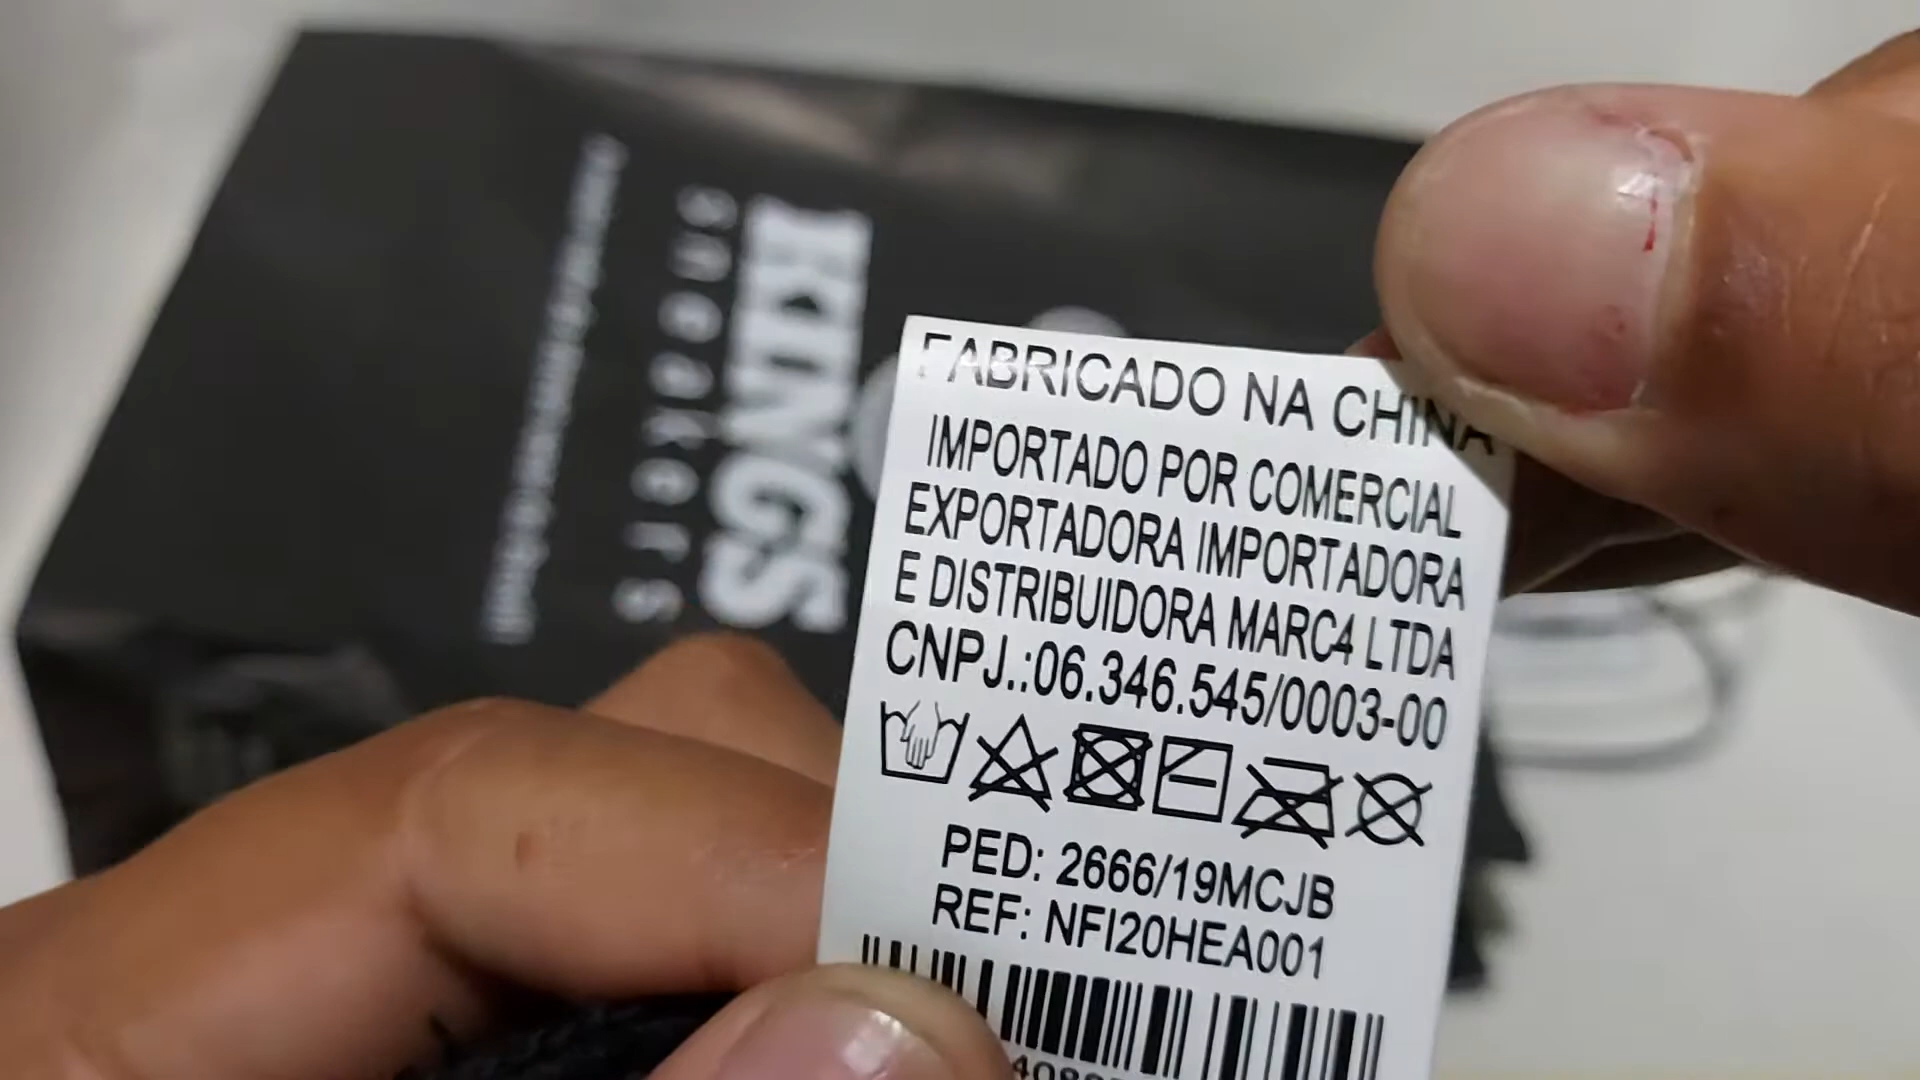 KINGS
sneakers
FABRICADO NA CHINA
IMPORTADO POR COMERCIAL
EXPORTADORA IMPORTADORA
E DISTRIBUIDORA MARC4 LTDA
CNPJ.:06.346.545/0003-00
PED: 2666/19MCJB
REF: NFI20HEA001